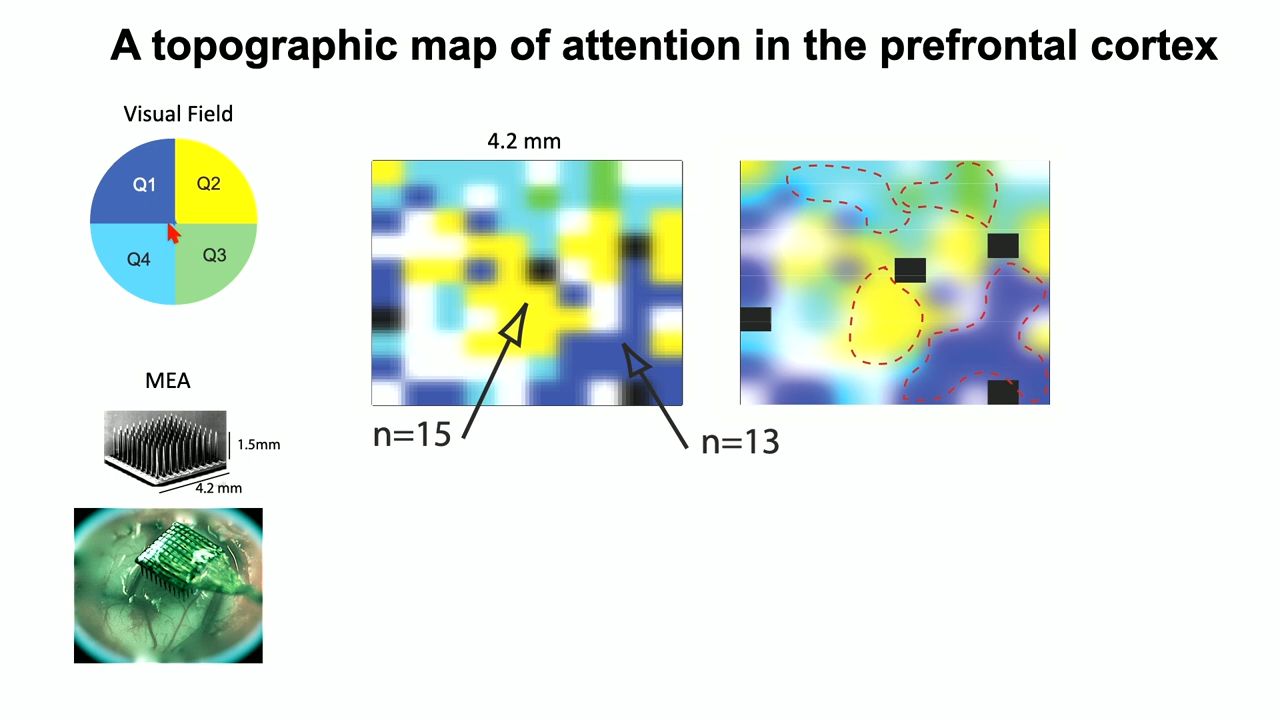 A topographic map of attention in the prefrontal cortex
Visual Field
Q1
Q2
Q4
Q3
4.2 mm
n=15
n=13
MEA
1.5mm
4.2 mm